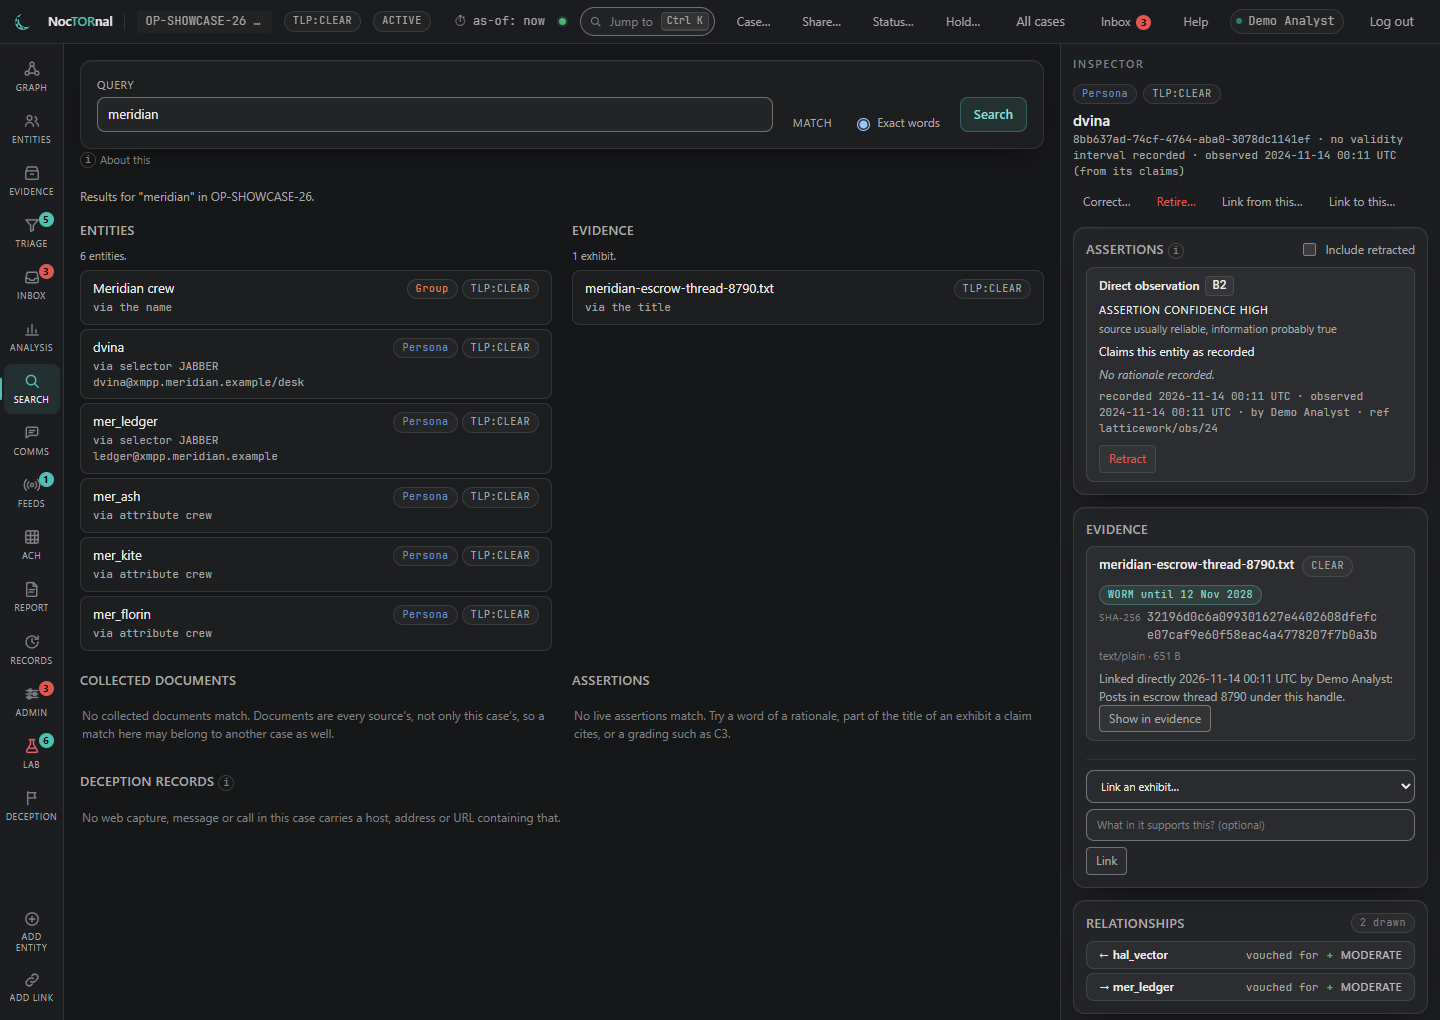 NocTORnal
OP-SHOWCASE-26 …
TLP:CLEAR
ACTIVE
as-of: now
Jump to
Ctrl K
Case...
Share...
Status...
Hold...
All cases
Inbox 3
Help
Demo Analyst
Log out
GRAPH
ENTITIES
EVIDENCE
5
TRIAGE
3
INBOX
ANALYSIS
SEARCH
COMMS
1
FEEDS
ACH
REPORT
RECORDS
3
ADMIN
6
LAB
DECEPTION
ADD
ENTITY
ADD LINK
QUERY
meridian
MATCH
Exact words
Search
i About this
Results for "meridian" in OP-SHOWCASE-26.
ENTITIES
6 entities.
Meridian crew
Group
TLP:CLEAR
via the name
dvina
Persona
TLP:CLEAR
via selector JABBER
dvina@xmpp.meridian.example/desk
mer_ledger
Persona
TLP:CLEAR
via selector JABBER
ledger@xmpp.meridian.example
mer_ash
Persona
TLP:CLEAR
via attribute crew
mer_kite
Persona
TLP:CLEAR
via attribute crew
mer_florin
Persona
TLP:CLEAR
via attribute crew
EVIDENCE
1 exhibit.
meridian-escrow-thread-8790.txt
TLP:CLEAR
via the title
COLLECTED DOCUMENTS
No collected documents match. Documents are every source's, not only this case's, so a
match here may belong to another case as well.
ASSERTIONS
No live assertions match. Try a word of a rationale, part of the title of an exhibit a claim
cites, or a grading such as C3.
DECEPTION RECORDS i
No web capture, message or call in this case carries a host, address or URL containing that.
INSPECTOR
Persona
TLP:CLEAR
dvina
8bb637ad-74cf-4764-aba0-3078dc1141ef · no validity
interval recorded · observed 2024-11-14 00:11 UTC
(from its claims)
Correct...
Retire...
Link from this...
Link to this...
ASSERTIONS i
Include retracted
Direct observation B2
ASSERTION CONFIDENCE HIGH
source usually reliable, information probably true
Claims this entity as recorded
No rationale recorded.
recorded 2026-11-14 00:11 UTC · observed
2024-11-14 00:11 UTC · by Demo Analyst · ref
latticework/obs/24
Retract
EVIDENCE
meridian-escrow-thread-8790.txt
CLEAR
WORM until 12 Nov 2028
SHA-256 32196d0c6a099301627e4402608dfefc
e07caf9e60f58eac4a4778207f7b0a3b
text/plain · 651 B
Linked directly 2026-11-14 00:11 UTC by Demo Analyst:
Posts in escrow thread 8790 under this handle.
Show in evidence
Link an exhibit...
What in it supports this? (optional)
Link
RELATIONSHIPS
2 drawn
← hal_vector
vouched for + MODERATE
→ mer_ledger
vouched for + MODERATE